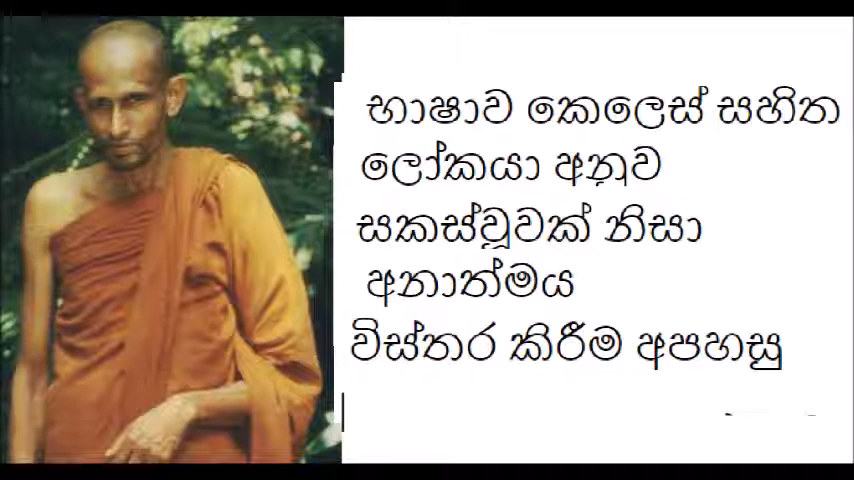 භාෂාව කෙලෙස් සහිත
ලෝකයා අනුව
සකස්වූවක් නිසා
අනාත්මය
විස්තර කිරීම අපහසු